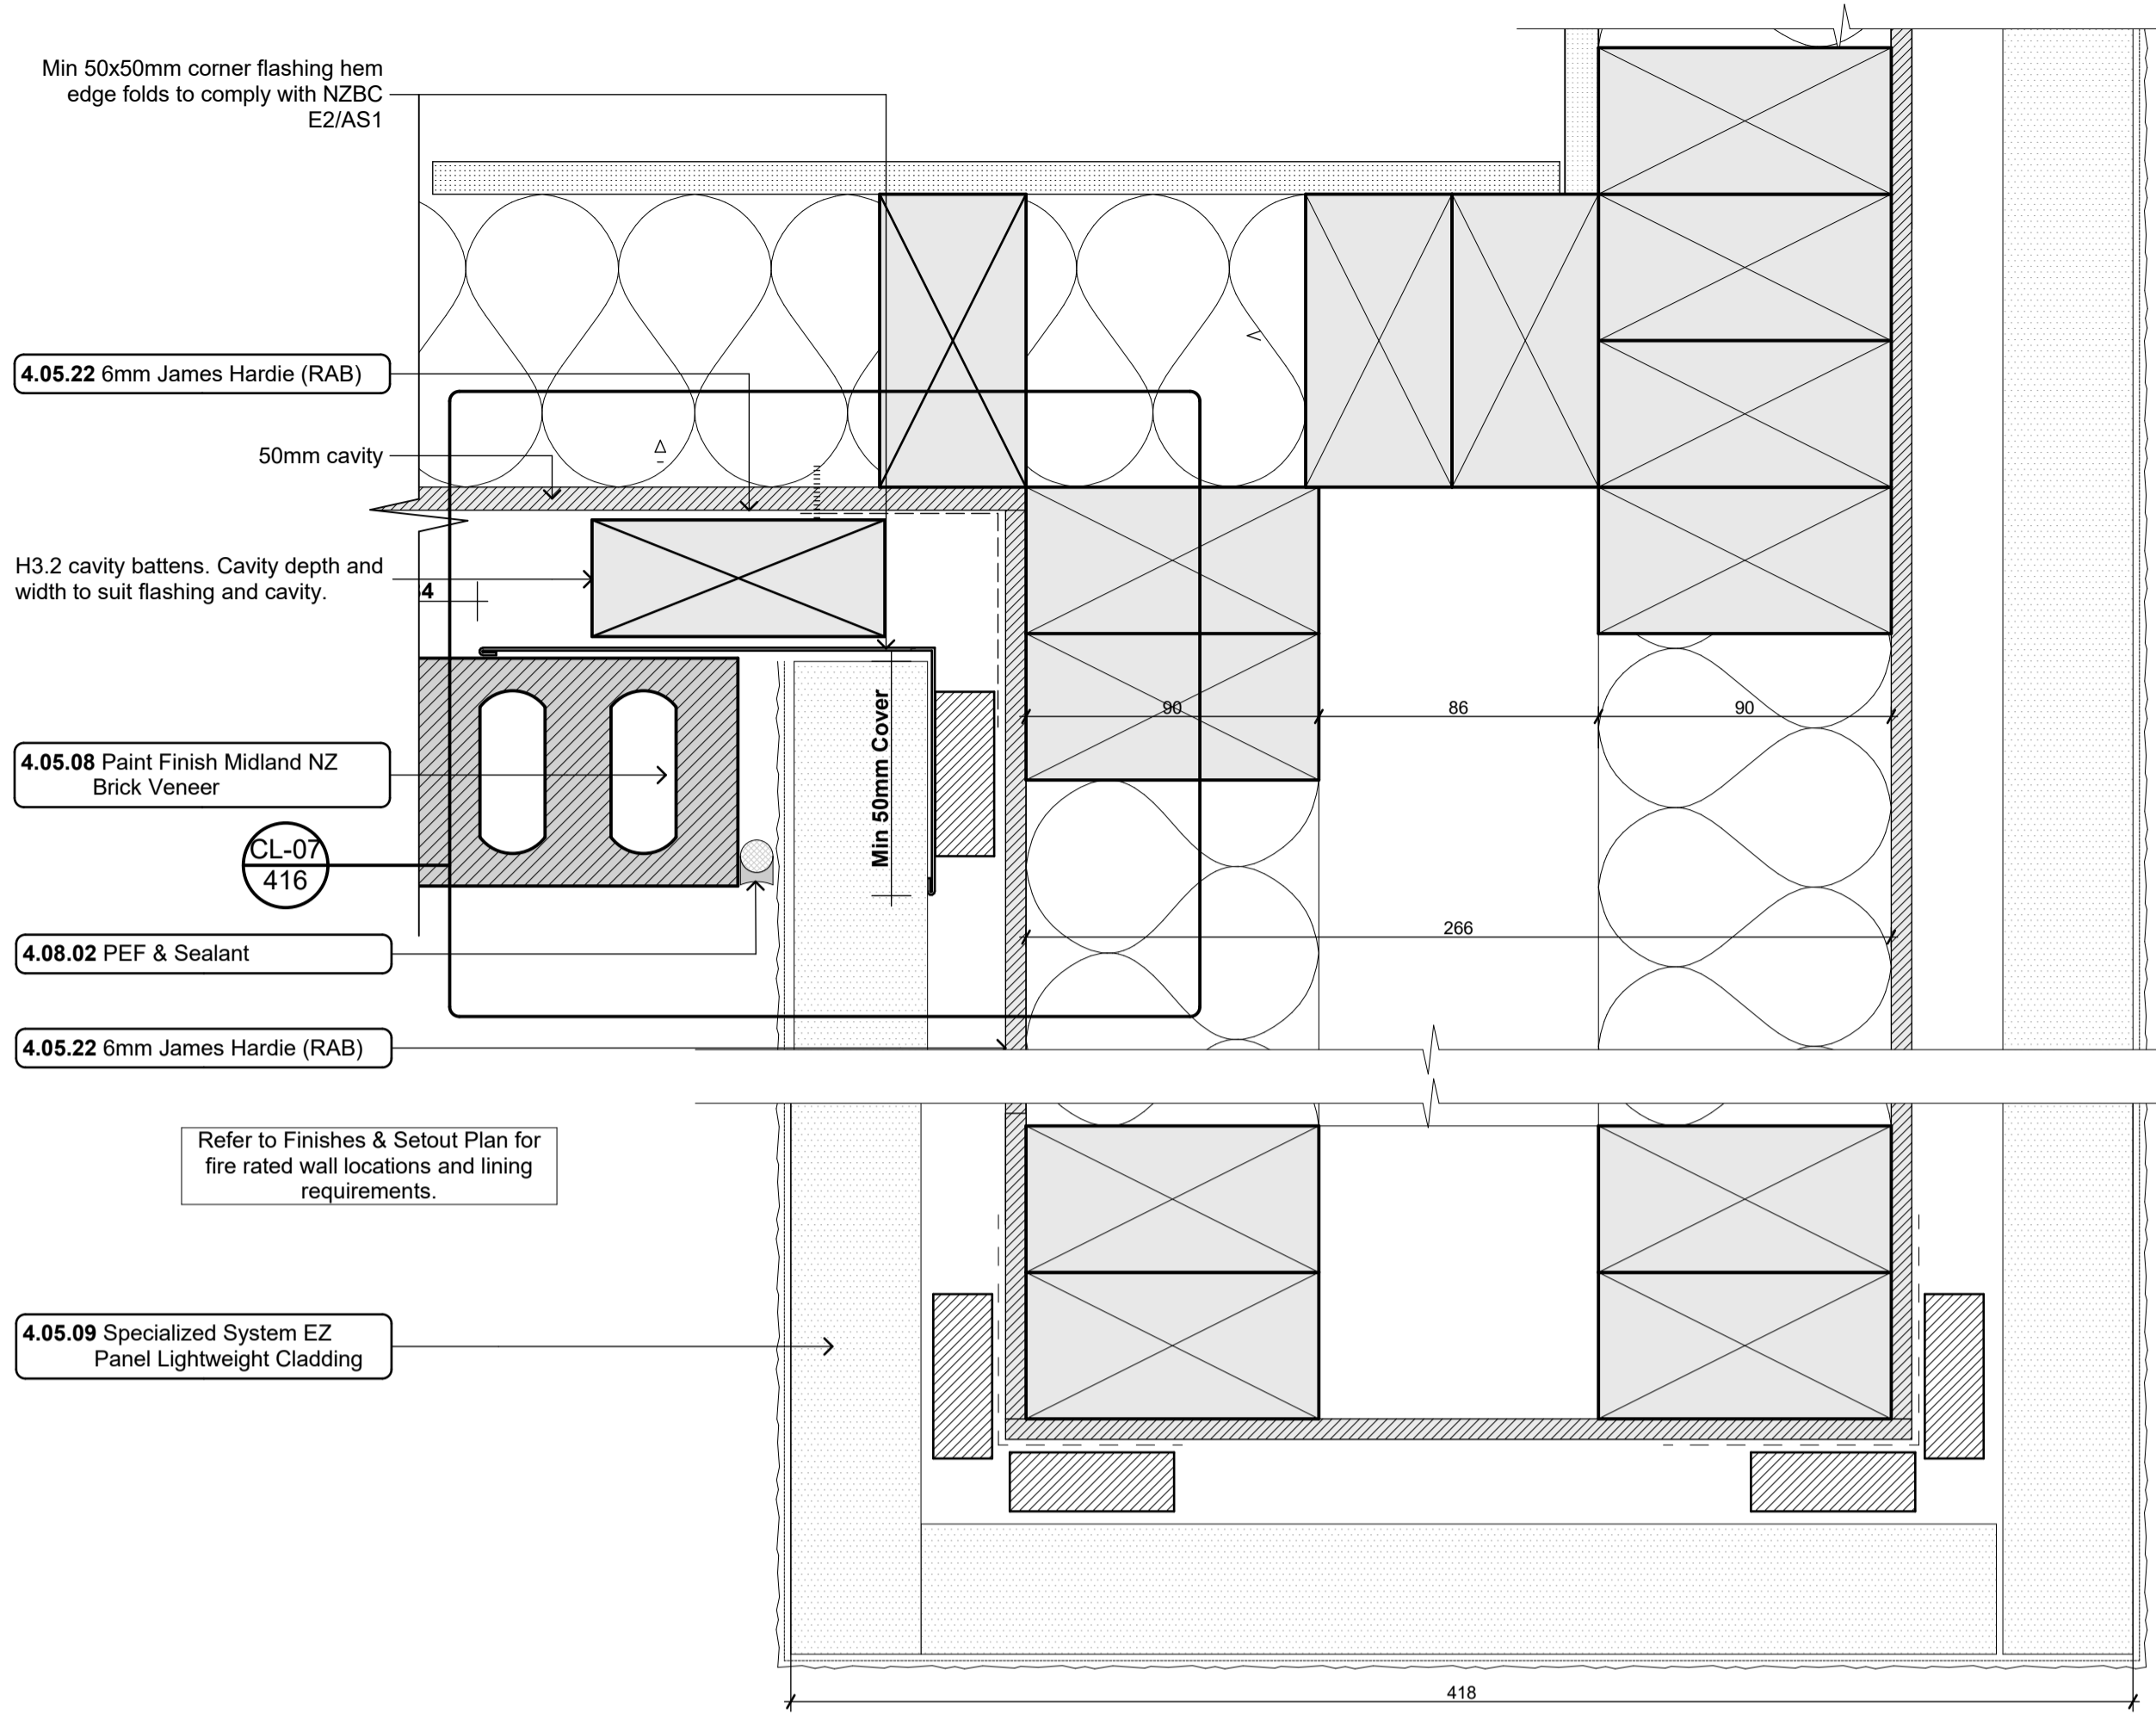 Min 50x50mm corner flashing hem
edge folds to comply with NZBC
E2/AS1
4.05.22 6mm James Hardie (RAB)
50mm cavity
H3.2 cavity battens. Cavity depth and
width to suit flashing and cavity.
4
4.05.08 Paint Finish Midland NZ
Brick Veneer
CL-07
416
4.08.02 PEF & Sealant
4.05.22 6mm James Hardie (RAB)
Min 50mm Cover
90
86
90
266
Refer to Finishes & Setout Plan for
fire rated wall locations and lining
requirements.
4.05.09 Specialized System EZ
Panel Lightweight Cladding
418